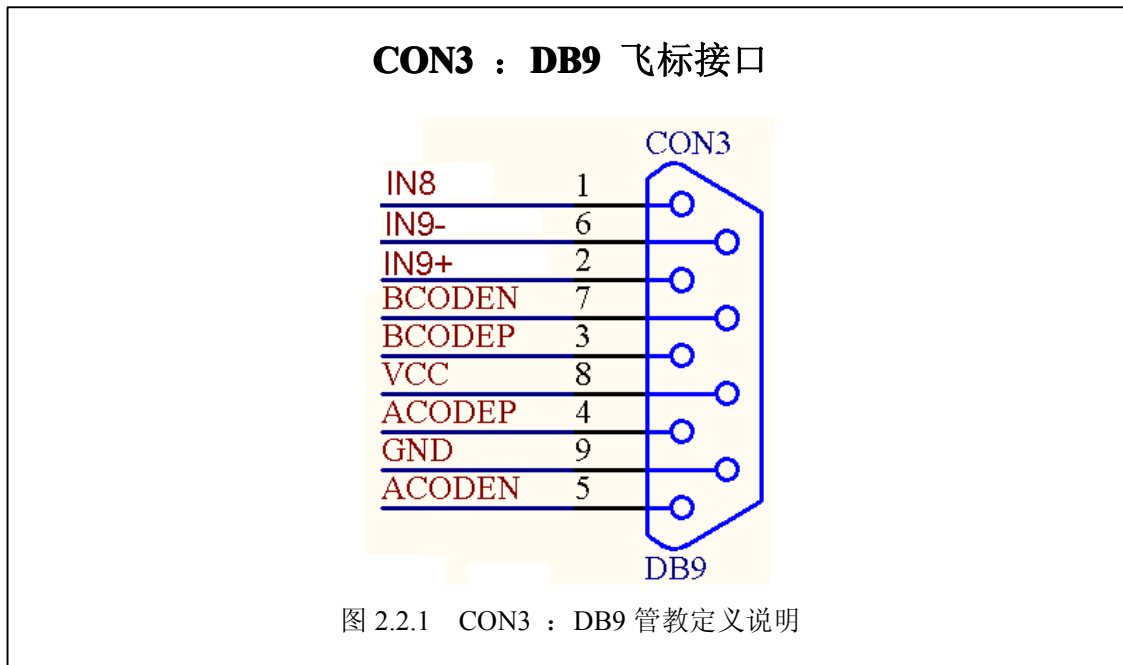 CON3 ：DB9 飞标接口
CON3
IN8 1
IN9- 6
IN9+ 2
BCODEN 7
BCODEP 3
VCC 8
ACODEP 4
GND 9
ACODEN 5
DB9
图 2.2.1 CON3 ：DB9 管教定义说明